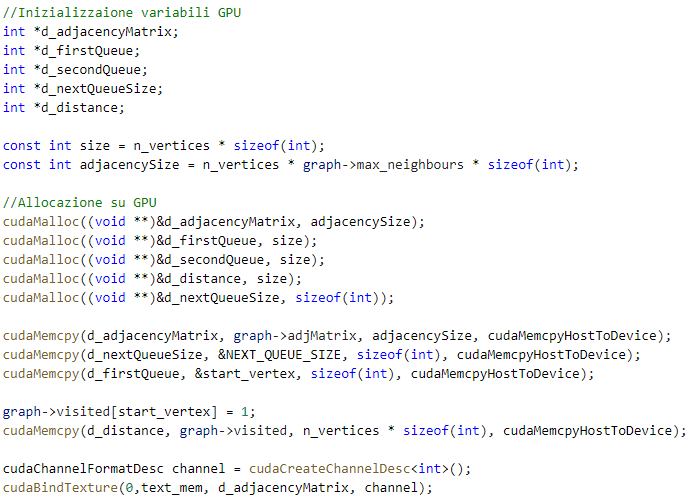 //Inizializzaione variabili GPU
int *d_adjacencyMatrix;
int *d_firstQueue;
int *d_secondQueue;
int *d_nextQueueSize;
int *d_distance;

const int size = n_vertices * sizeof(int);
const int adjacencySize = n_vertices * graph->max_neighbours * sizeof(int);

//Allocazione su GPU
cudaMalloc((void **)&d_adjacencyMatrix, adjacencySize);
cudaMalloc((void **)&d_firstQueue, size);
cudaMalloc((void **)&d_secondQueue, size);
cudaMalloc((void **)&d_distance, size);
cudaMalloc((void **)&d_nextQueueSize, sizeof(int));

cudaMemcpy(d_adjacencyMatrix, graph->adjMatrix, adjacencySize, cudaMemcpyHostToDevice);
cudaMemcpy(d_nextQueueSize, &NEXT_QUEUE_SIZE, sizeof(int), cudaMemcpyHostToDevice);
cudaMemcpy(d_firstQueue, &start_vertex, sizeof(int), cudaMemcpyHostToDevice);

graph->visited[start_vertex] = 1;
cudaMemcpy(d_distance, graph->visited, n_vertices * sizeof(int), cudaMemcpyHostToDevice);

cudaChannelFormatDesc channel = cudaCreateChannelDesc<int>();
cudaBindTexture(0,text_mem, d_adjacencyMatrix, channel);